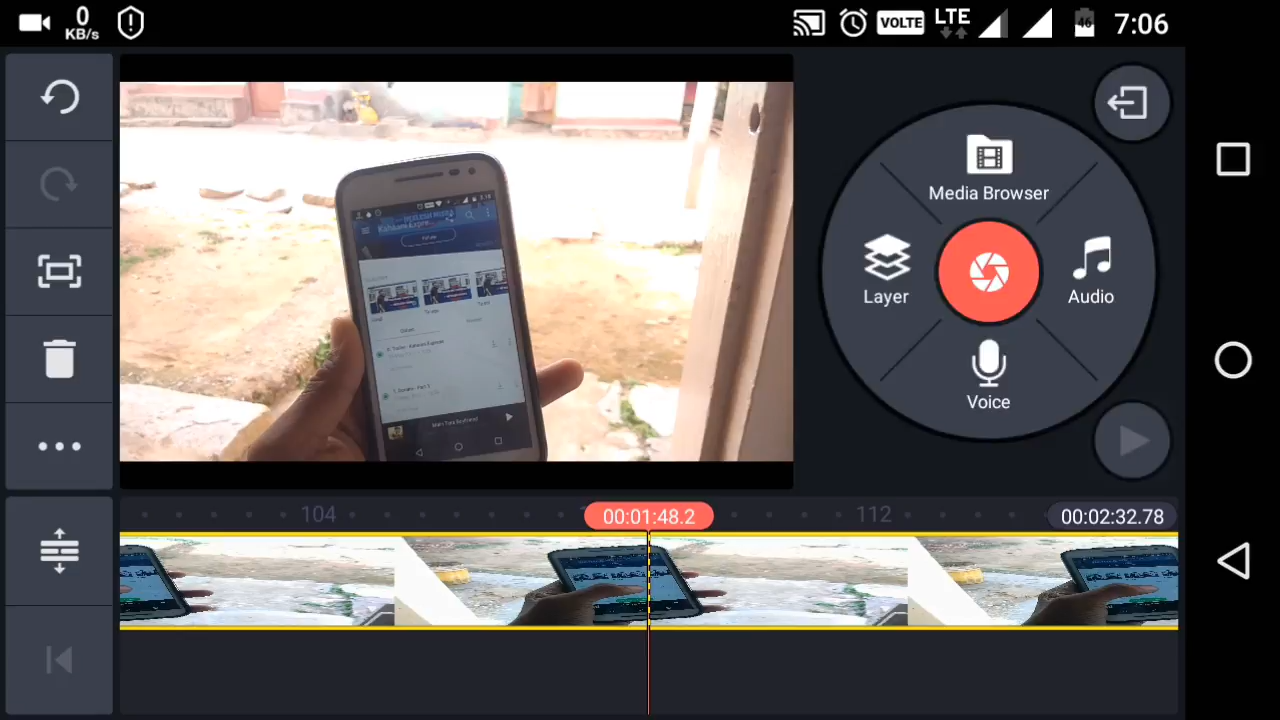 0
KB/s
VOLTE
LTE
46
7:06
Media Browser
Layer
Audio
Voice
104
00:01:48.2
112
00:02:32.78